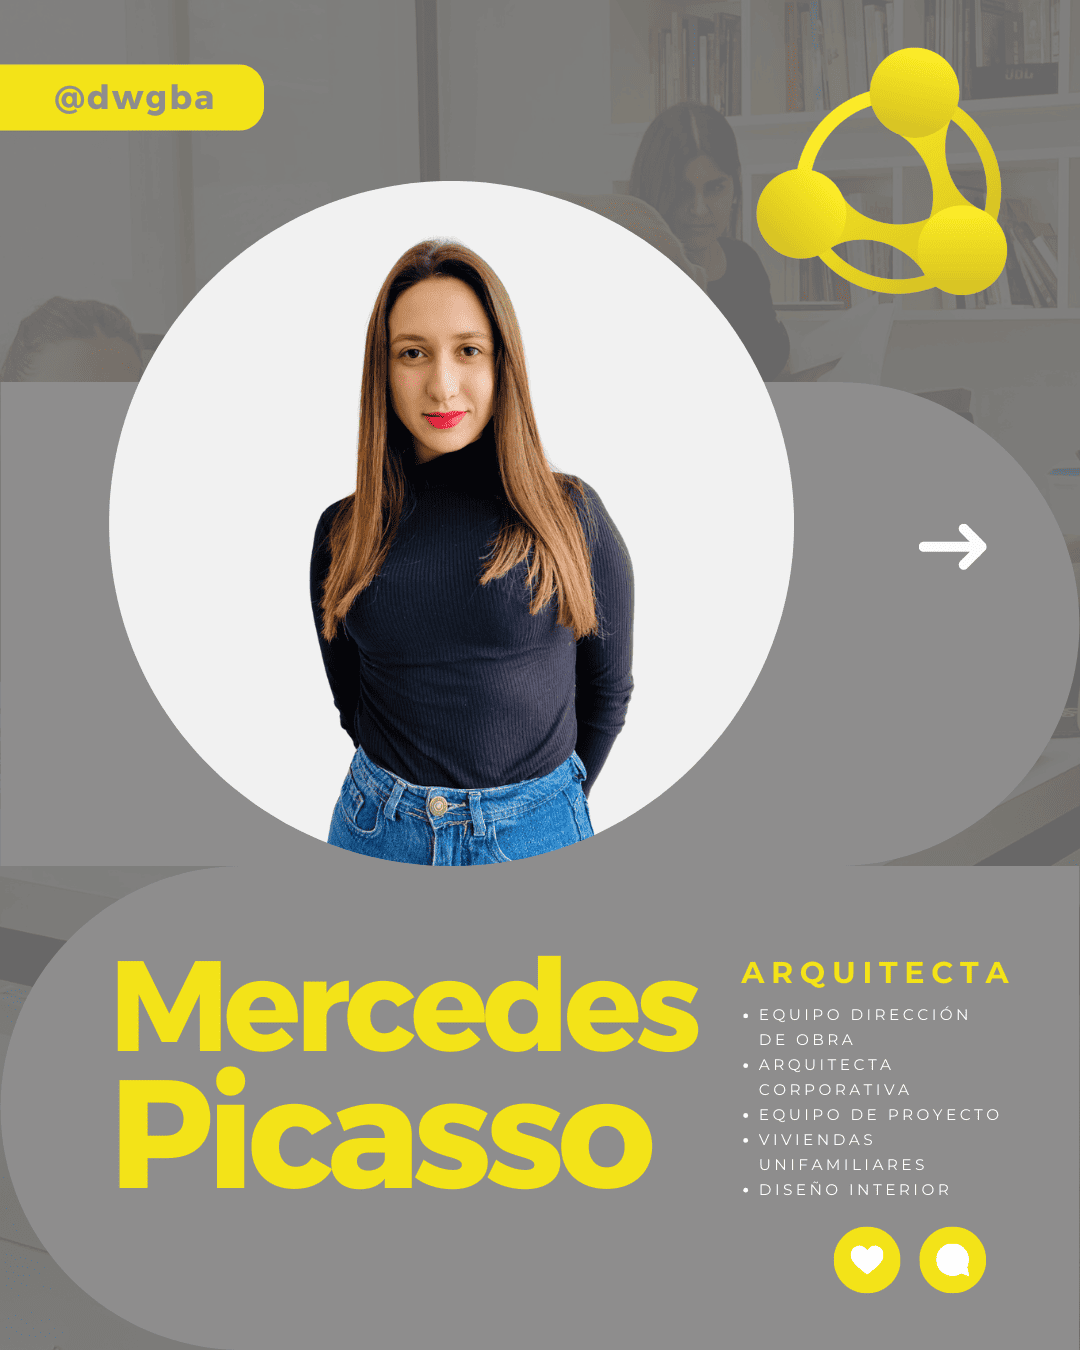 @dwgba
Mercedes
Picasso
ARQUITECTA
• EQUIPO DIRECCIÓN
DE OBRA
• ARQUITECTA
CORPORATIVA
• EQUIPO DE PROYECTO
• VIVIENDAS
UNIFAMILIARES
• DISEÑO INTERIOR